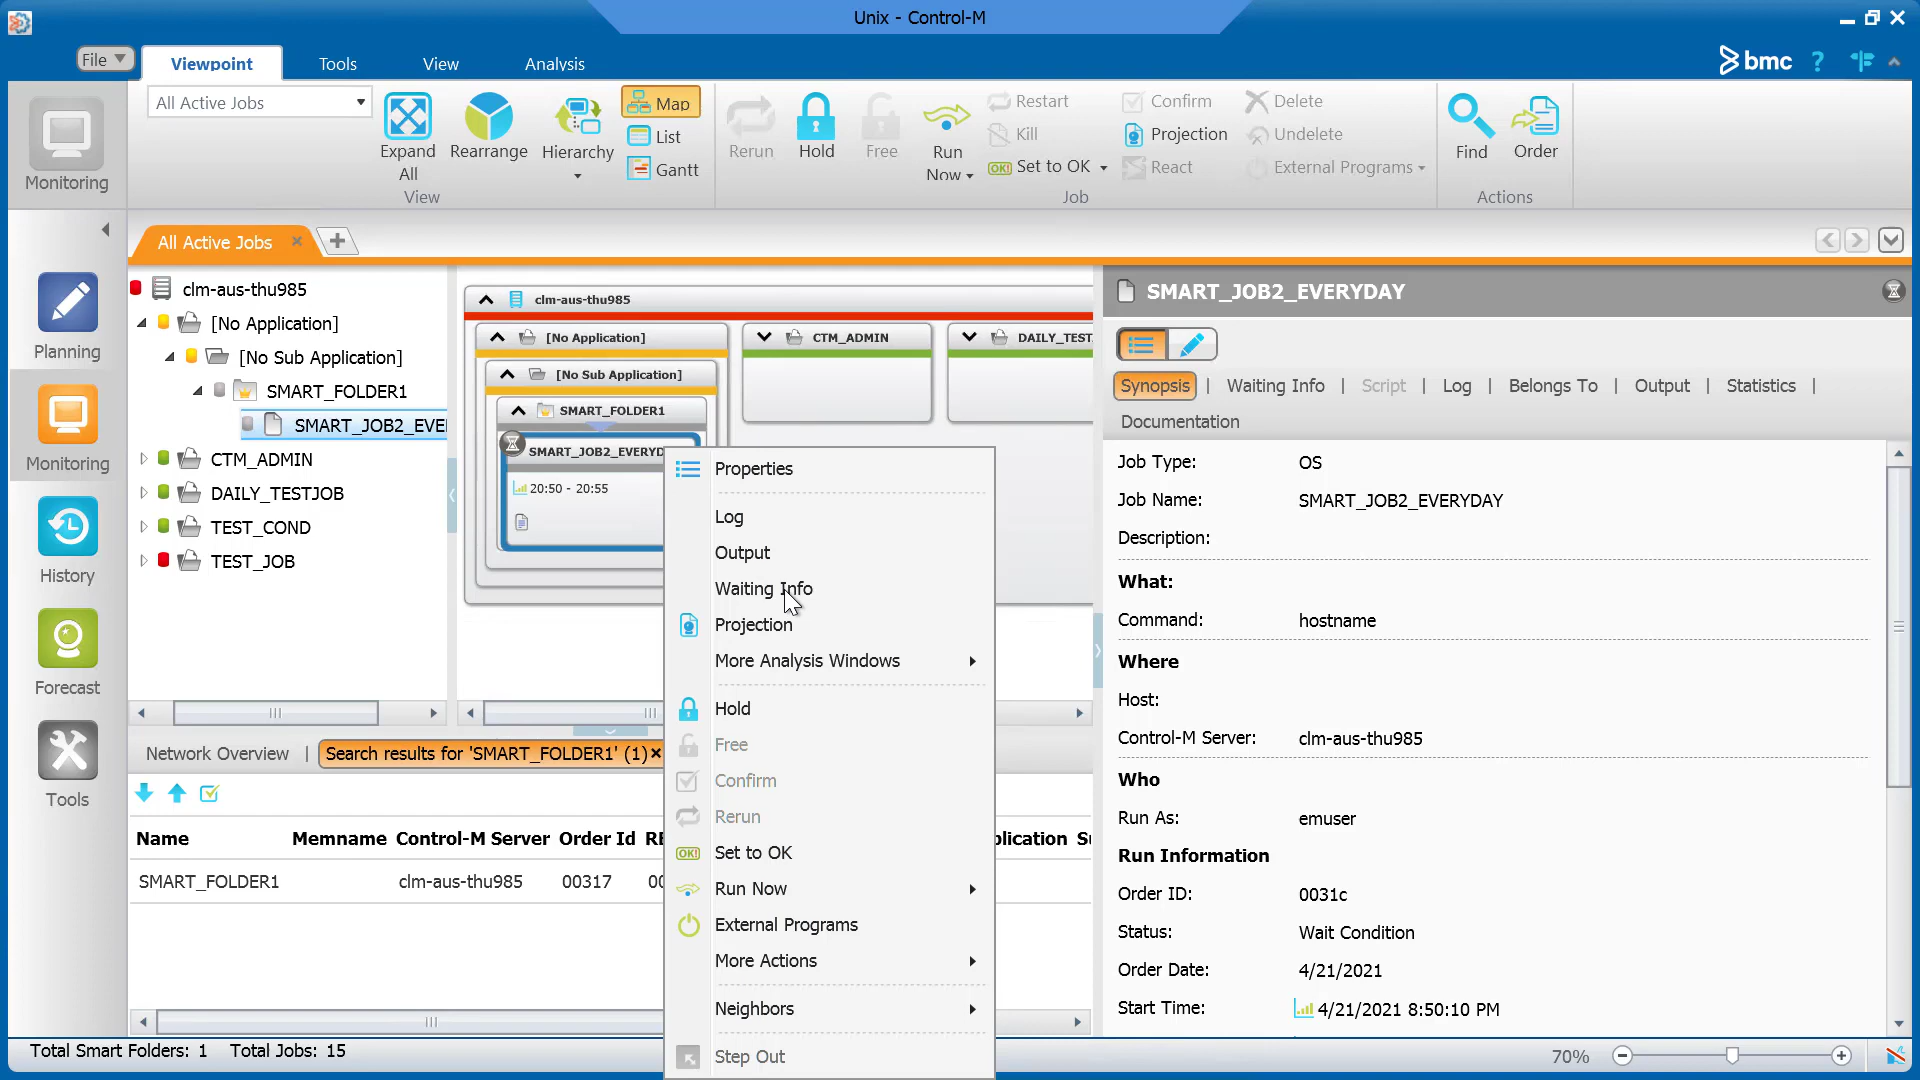 Unix - Control-M
File
Viewpoint
Tools
View
Analysis
bmc
?
Monitoring
All Active Jobs
Expand All
Rearrange
Hierarchy
Map
List
Gantt
View
Rerun
Hold
Free
Run Now
Restart
Kill
OK! Set to OK
Confirm
Projection
React
Delete
Undelete
External Programs
Job
Find
Order
Actions
Planning
Monitoring
History
Forecast
Tools
All Active Jobs
clm-aus-thu985
[No Application]
[No Sub Application]
SMART_FOLDER1
SMART_JOB2_EVE
CTM_ADMIN
DAILY_TESTJOB
TEST_COND
TEST_JOB
clm-aus-thu985
[No Application]
CTM_ADMIN
DAILY_TEST
[No Sub Application]
SMART_FOLDER1
SMART_JOB2_EVERYD
20:50 - 20:55
Properties
Log
Output
Waiting Info
Projection
More Analysis Windows
Hold
Free
Confirm
Rerun
OK! Set to OK
Run Now
External Programs
More Actions
Neighbors
Step Out
Network Overview
Search results for 'SMART_FOLDER1' (1)
Name Memname Control-M Server Order Id RB plication Su
SMART_FOLDER1 clm-aus-thu985 00317 00
SMART_JOB2_EVERYDAY
Synopsis | Waiting Info | Script | Log | Belongs To | Output | Statistics |
Documentation
Job Type: OS
Job Name: SMART_JOB2_EVERYDAY
Description:
What:
Command: hostname
Where
Host:
Control-M Server: clm-aus-thu985
Who
Run As: emuser
Run Information
Order ID: 0031c
Status: Wait Condition
Order Date: 4/21/2021
Start Time: 4/21/2021 8:50:10 PM
Total Smart Folders: 1 Total Jobs: 15
70%